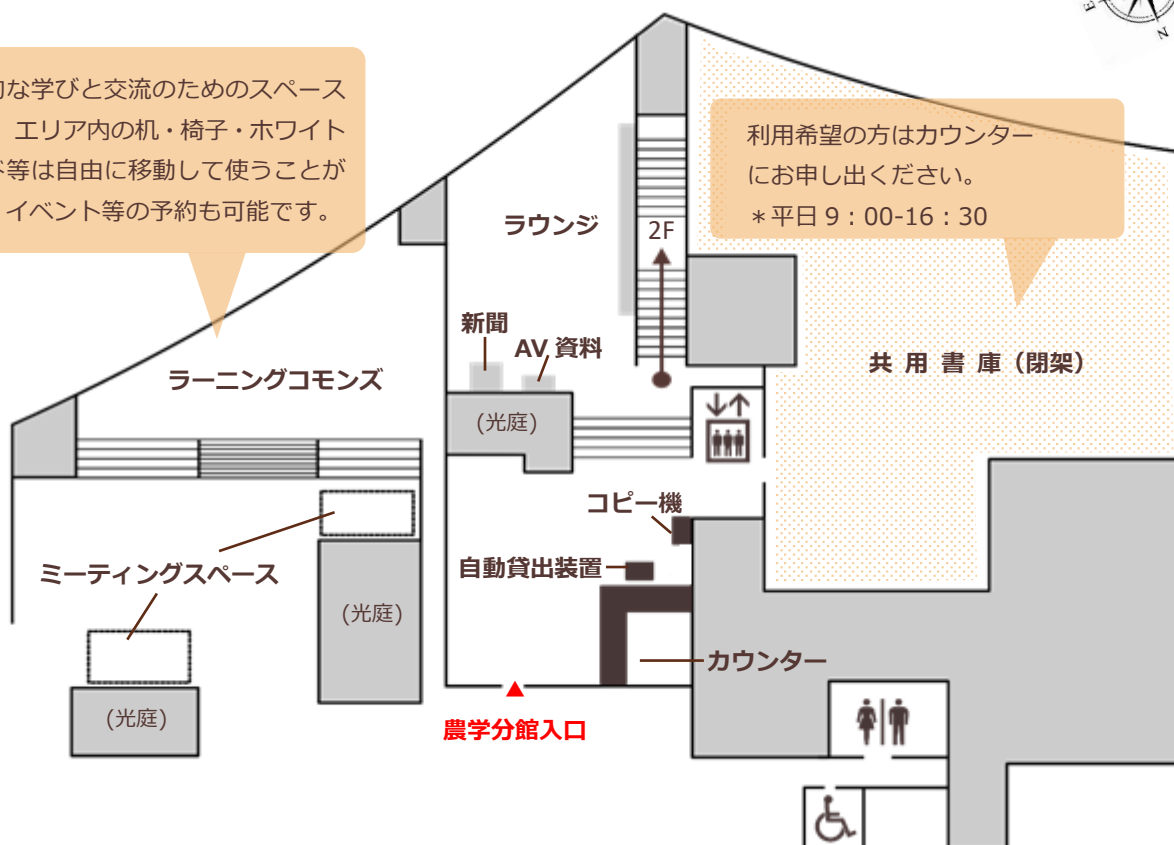 的な学びと交流のためのスペース
エリア内の机・椅子・ホワイト
等は自由に移動して使うことが
イベント等の予約も可能です。
利用希望の方はカウンター
にお申し出ください。
*平日 9:00-16:30
E
N
ラウンジ
2F
新聞
AV 資料
ラーニングコモンズ
共用書庫(閉架)
(光庭)
コピー機
自動貸出装置
ミーティングスペース
(光庭)
カウンター
(光庭)
農学分館入口